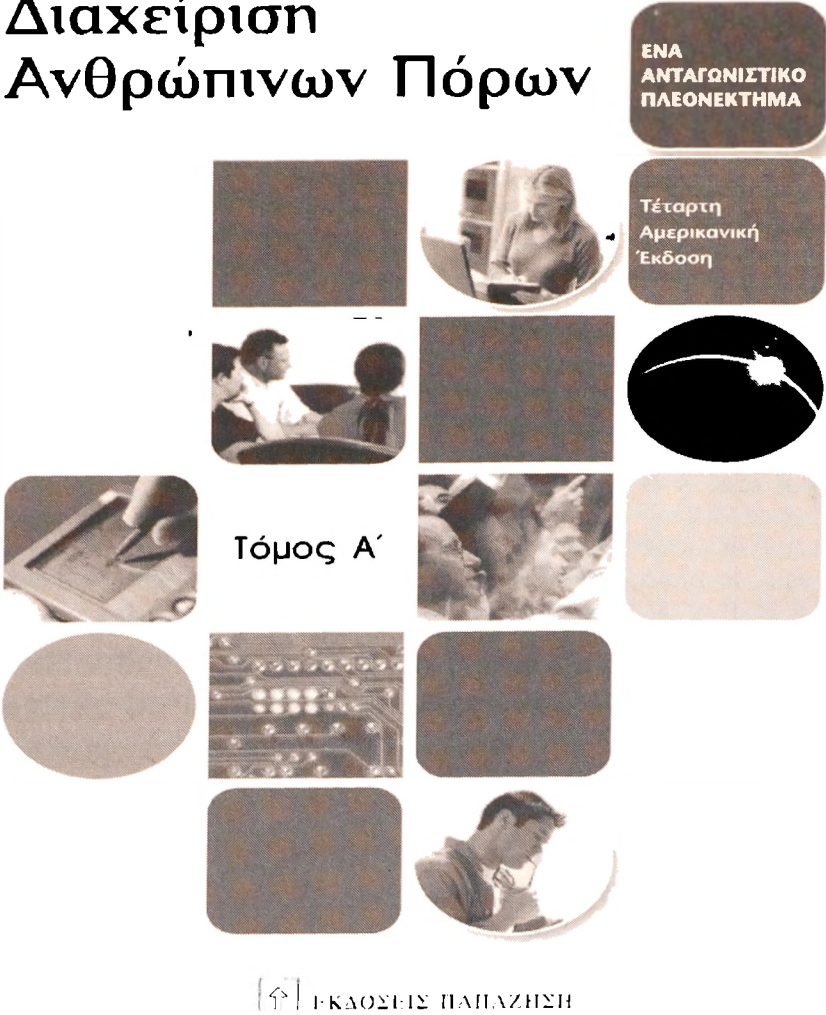 Διαχείριση
Ανθρώπινων Πόρων
ΕΝΑ
ΑΝΤΑΓΩΝΙΣΤΙΚΟ
ΠΛΕΟΝΕΚΤΗΜΑ
Τέταρτη
Αμερικανική
Έκδοση
Τόμος Α΄
ΕΚΔΟΣΕΙΣ ΠΑΠΑΖΗΣΗ